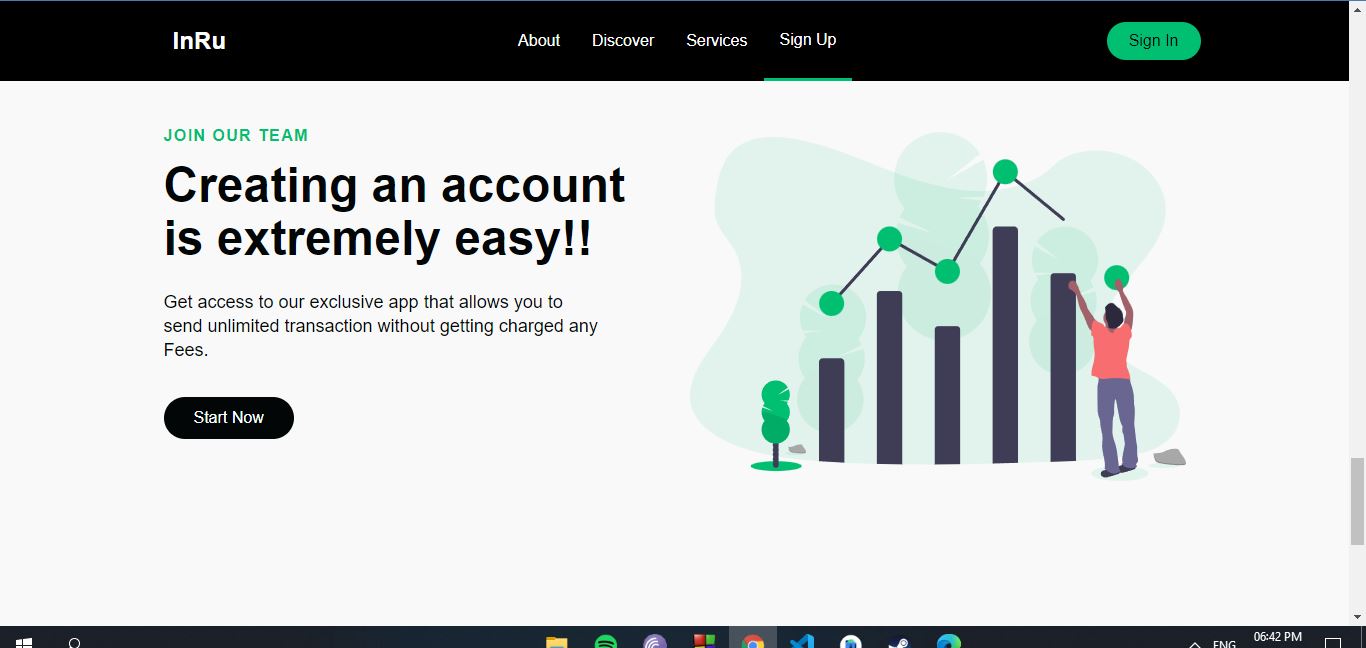 InRu
About Discover Services Sign Up
Sign In
JOIN OUR TEAM
Creating an account
is extremely easy!!
Get access to our exclusive app that allows you to
send unlimited transaction without getting charged any
Fees.
Start Now
ENG
06:42 PM